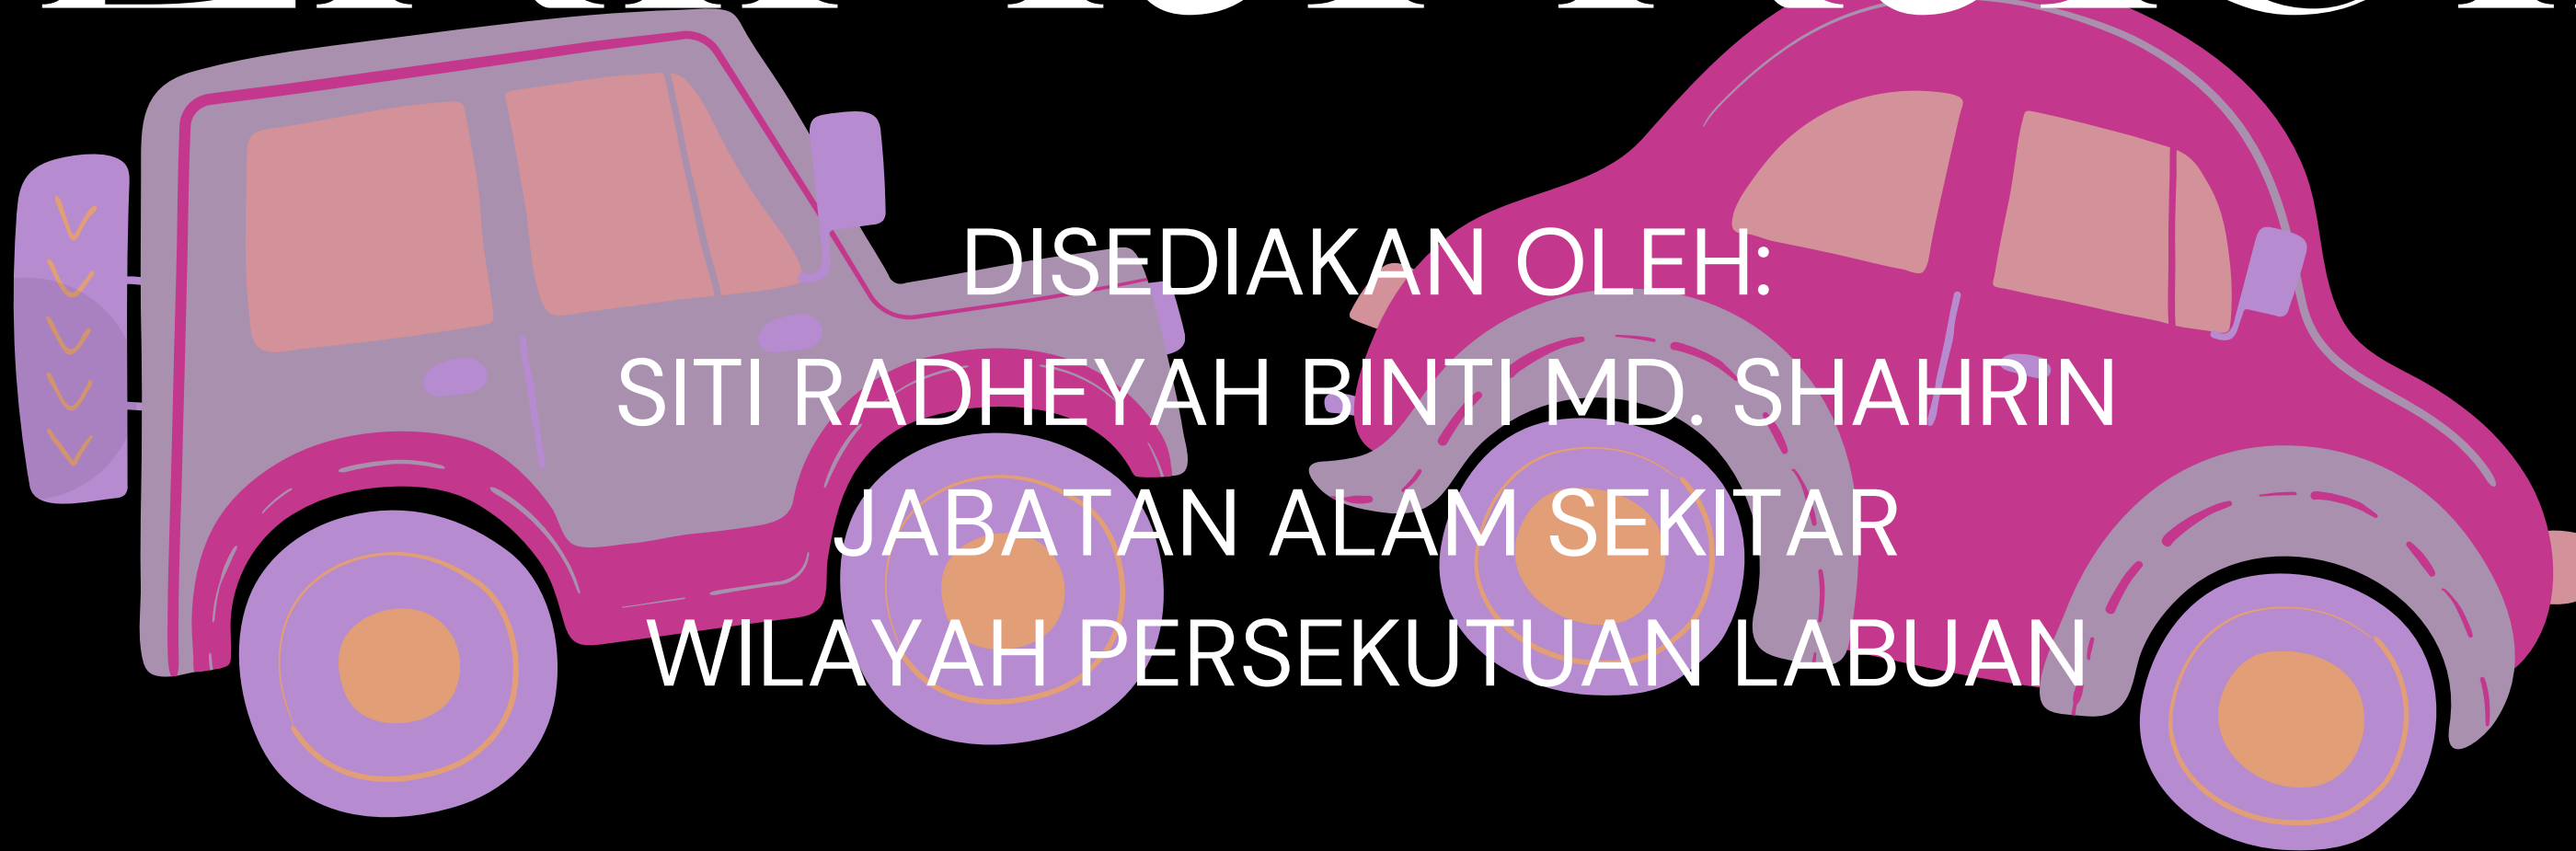 DISEDIAKAN OLEH:
SITI RADHEYAH BINTI MD. SHAHRIN
JABATAN ALAM SEKITAR
WILAYAH PERSEKUTUAN LABUAN